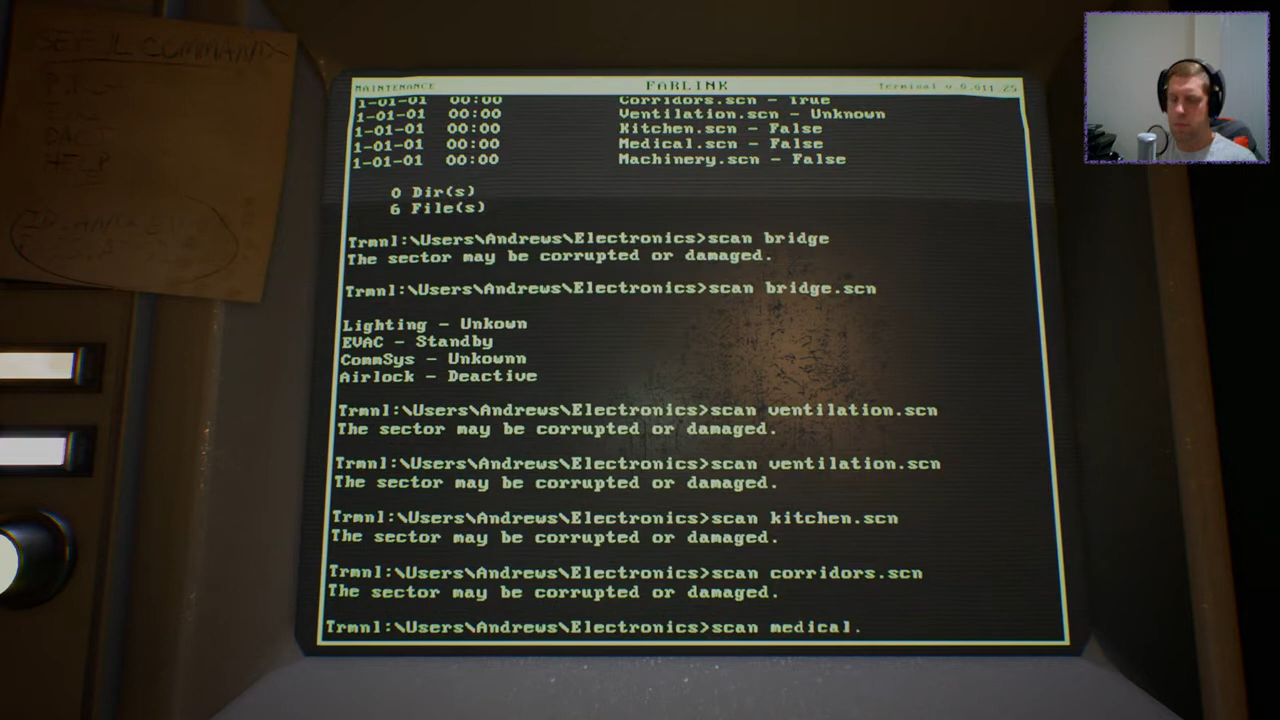 MAINTENANCE FARLINK Terminal v.0.011.25
1-01-01 00:00 Corridors.scn - True
1-01-01 00:00 Ventilation.scn - Unknown
1-01-01 00:00 Kitchen.scn - False
1-01-01 00:00 Medical.scn - False
1-01-01 00:00 Machinery.scn - False
0 Dir(s)
6 File(s)
Trmnl:\Users\Andrews\Electronics>scan bridge
The sector may be corrupted or damaged.
Trmnl:\Users\Andrews\Electronics>scan bridge.scn
Lighting - Unkown
EVAC - Standby
CommSys - Unkownn
Airlock - Deactive
Trmnl:\Users\Andrews\Electronics>scan ventilation.scn
The sector may be corrupted or damaged.
Trmnl:\Users\Andrews\Electronics>scan ventilation.scn
The sector may be corrupted or damaged.
Trmnl:\Users\Andrews\Electronics>scan kitchen.scn
The sector may be corrupted or damaged.
Trmnl:\Users\Andrews\Electronics>scan corridors.scn
The sector may be corrupted or damaged.
Trmnl:\Users\Andrews\Electronics>scan medical.
HELP